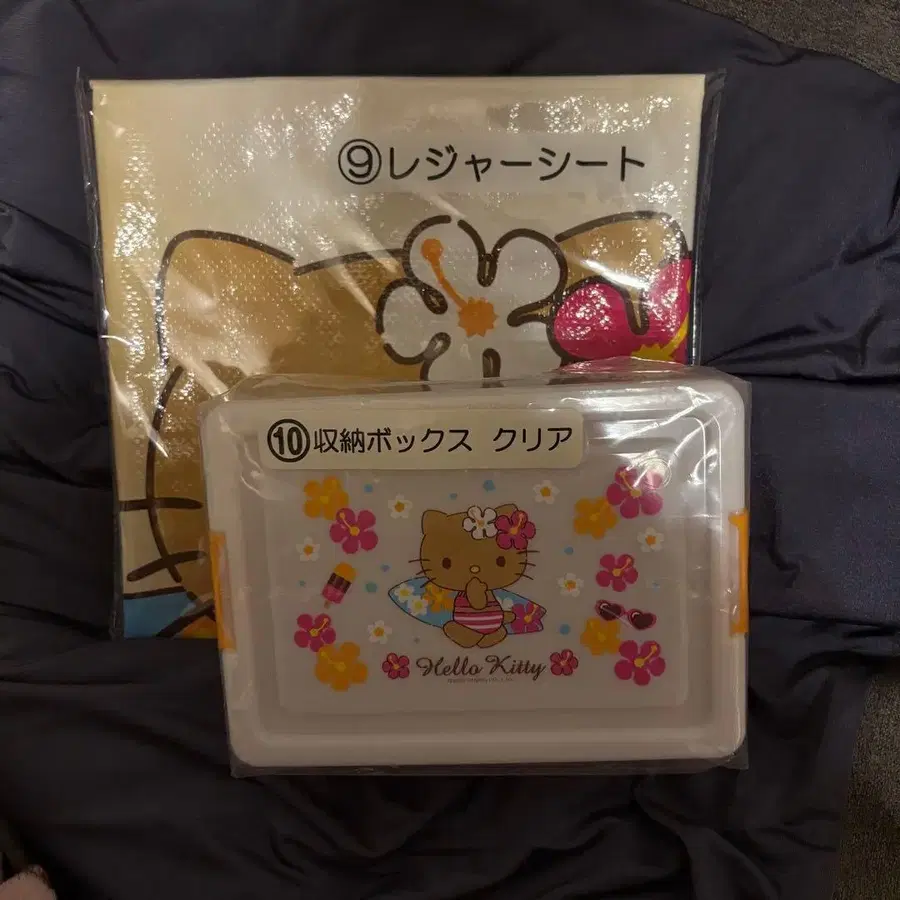 ⑨レジャーシート
⑩収納ボックス クリア
Hello Kitty